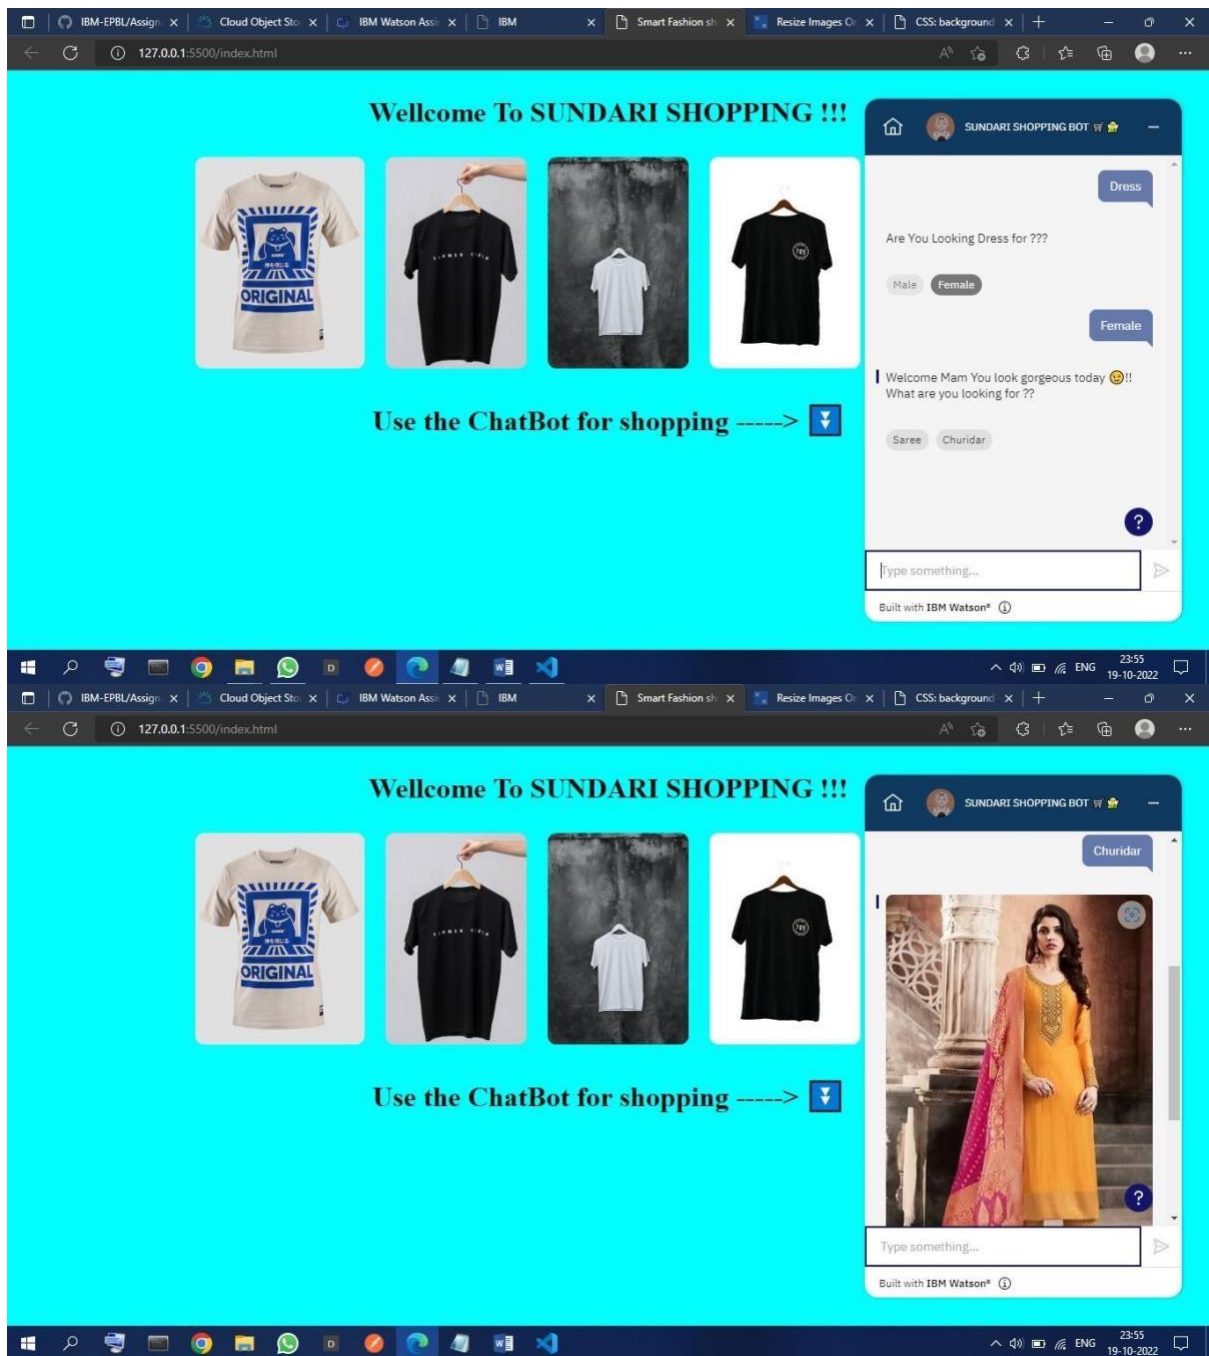 IBM-EPBL/Assign
Cloud Object Sto
IBM Watson Assi
IBM
Smart Fashion sh
Resize Images On
CSS: background
127.0.0.1:5500/index.html
Wellcome To SUNDARI SHOPPING !!!
ORIGINAL
Use the ChatBot for shopping ----->
SUNDARI SHOPPING BOT
Dress
Are You Looking Dress for ???
Male Female
Female
Welcome Mam You look gorgeous today 😉!!
What are you looking for ??
Saree Churidar
?
Type something...
Built with IBM Watson®
ENG
23:55
19-10-2022
IBM-EPBL/Assign
Cloud Object Sto
IBM Watson Assi
IBM
Smart Fashion sh
Resize Images On
CSS: background
127.0.0.1:5500/index.html
Wellcome To SUNDARI SHOPPING !!!
ORIGINAL
Use the ChatBot for shopping ----->
SUNDARI SHOPPING BOT
Churidar
?
Type something...
Built with IBM Watson®
ENG
23:55
19-10-2022